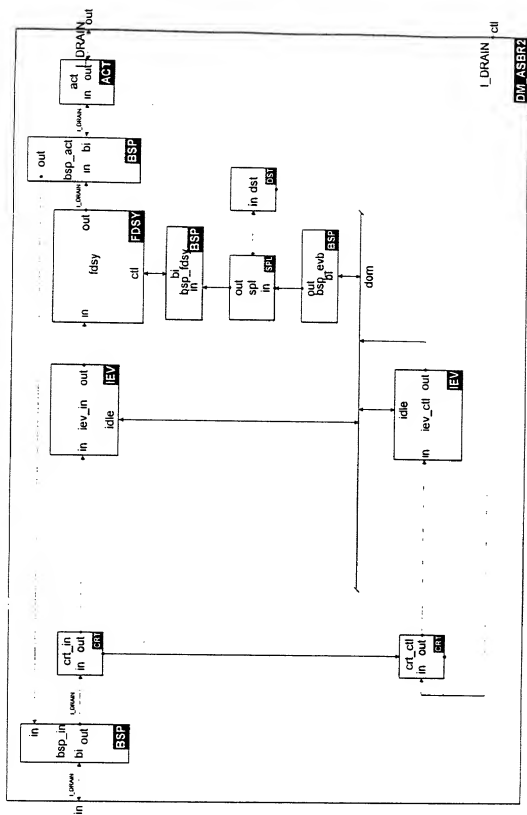 out
I_DRAIN
act
in out
ACT
I_DRAIN
out
bsp_act
in bi
BSP
I_DRAIN
out
fdsy
in
ctl
FDSY
bi
bsp_fdsy
in
BSP
out
spl
in
SPL
in dst
DST
out
bsp_evb
bi
BSP
dom
in iev_in out
idle
IEV
idle
in iev_ctl out
IEV
crt_in
in out
CRT
crt_ctl
in out
CRT
I_DRAIN
in
bsp_in
bi out
BSP
I_DRAIN
in
I_DRAIN
ctl
DM_ASBR2